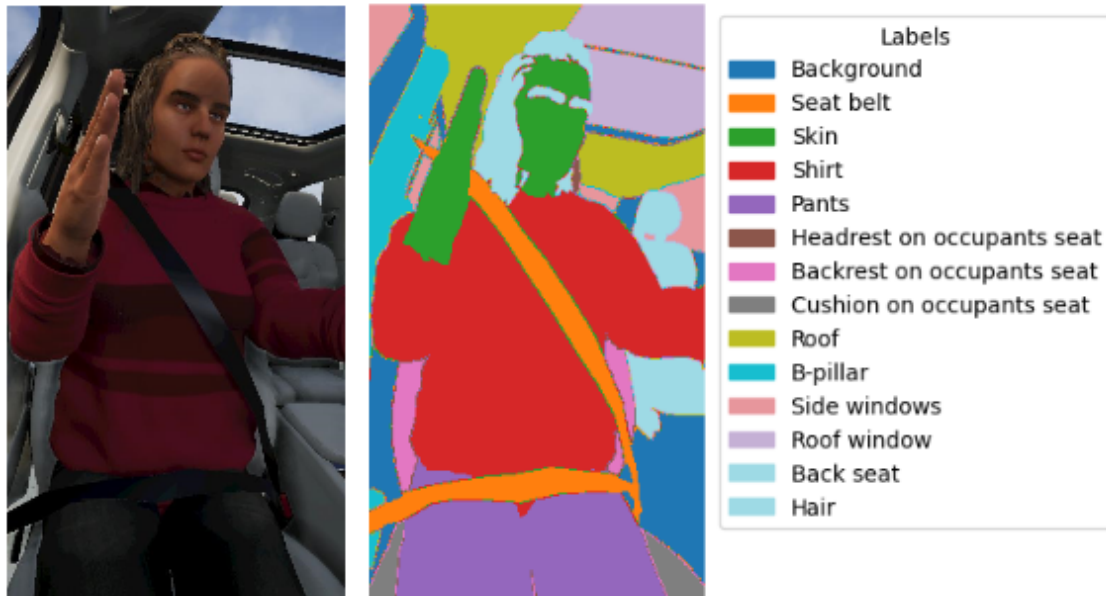 Labels
Background
Seat belt
Skin
Shirt
Pants
Headrest on occupants seat
Backrest on occupants seat
Cushion on occupants seat
Roof
B-pillar
Side windows
Roof window
Back seat
Hair